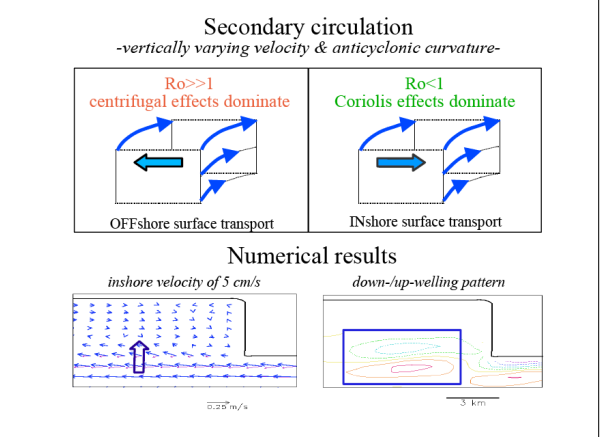 Secondary circulation
-vertically varying velocity & anticyclonic curvature-
Ro>>1
centrifugal effects dominate
OFFshore surface transport
Ro<1
Coriolis effects dominate
INshore surface transport
Numerical results
inshore velocity of 5 cm/s
down-/up-welling pattern
0.25 m/s
3 km